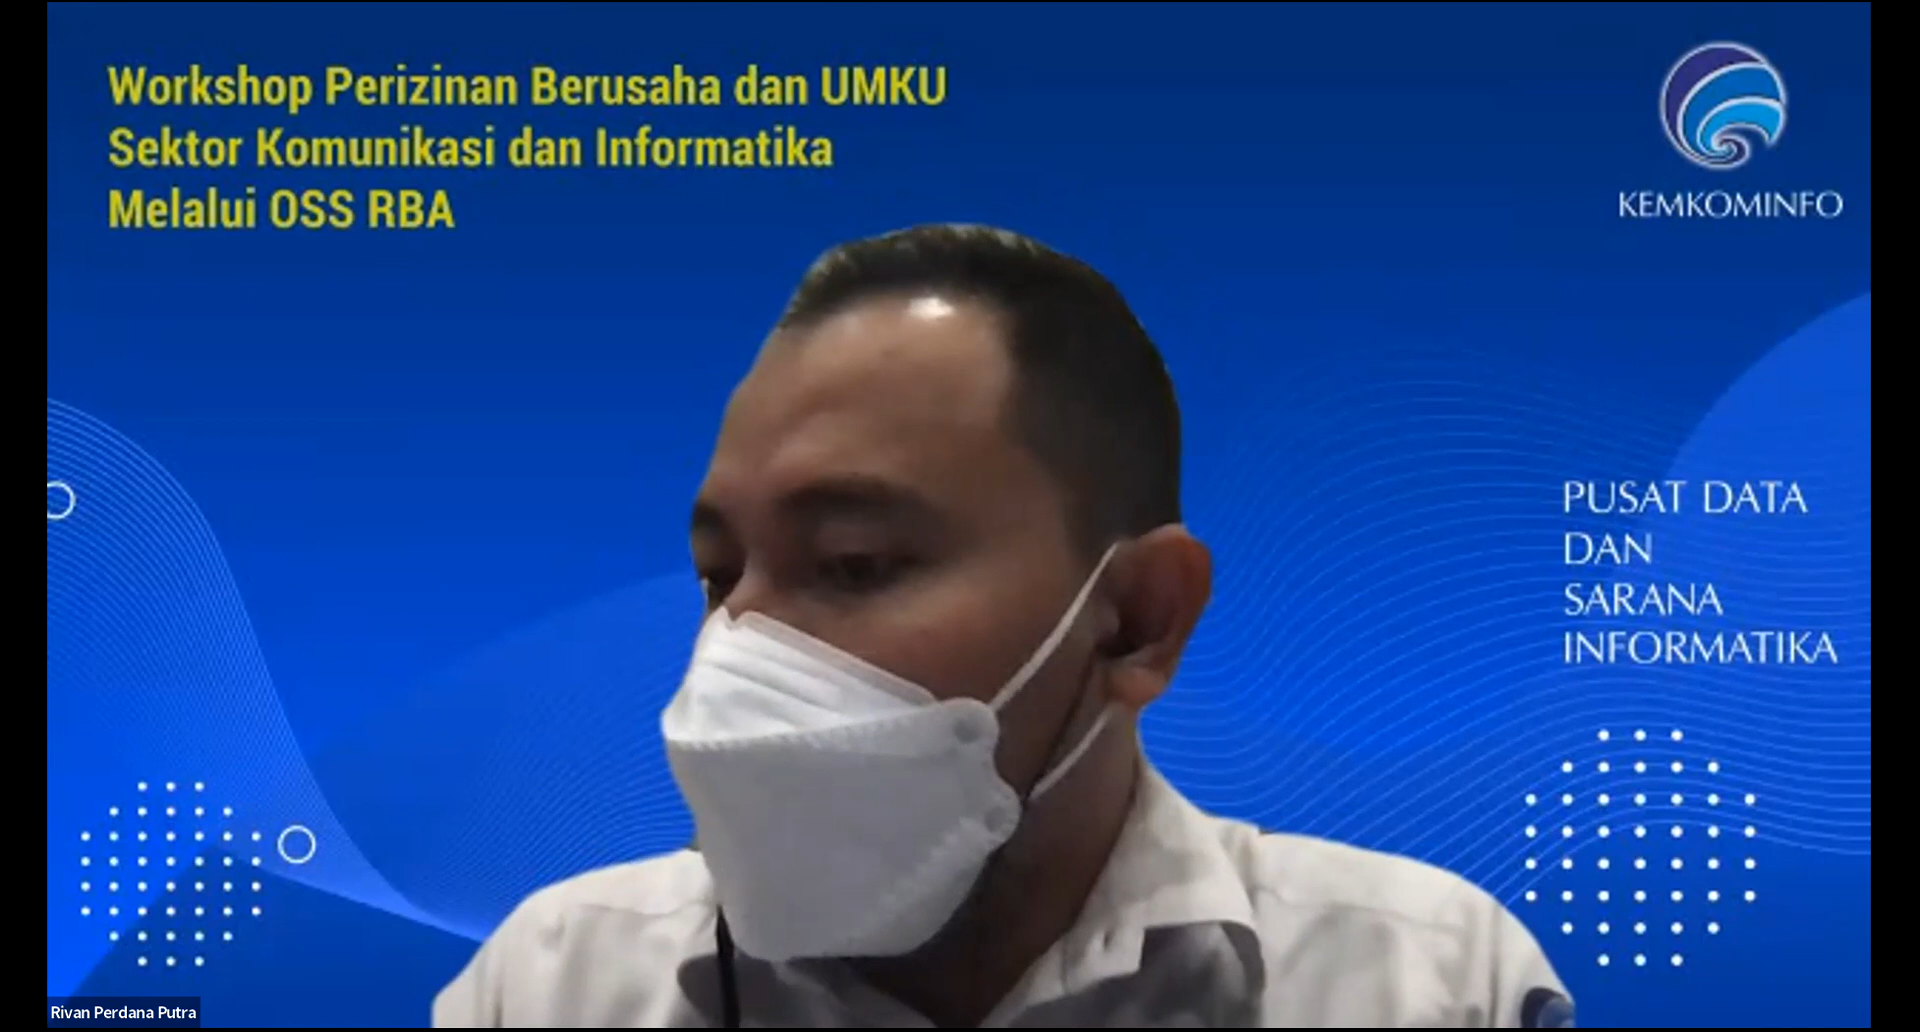 Workshop Perizinan Berusaha dan UMKU
Sektor Komunikasi dan Informatika
Melalui OSS RBA
KEMKOMINFO
PUSAT DATA
DAN
SARANA
INFORMATIKA
Rivan Perdana Putra